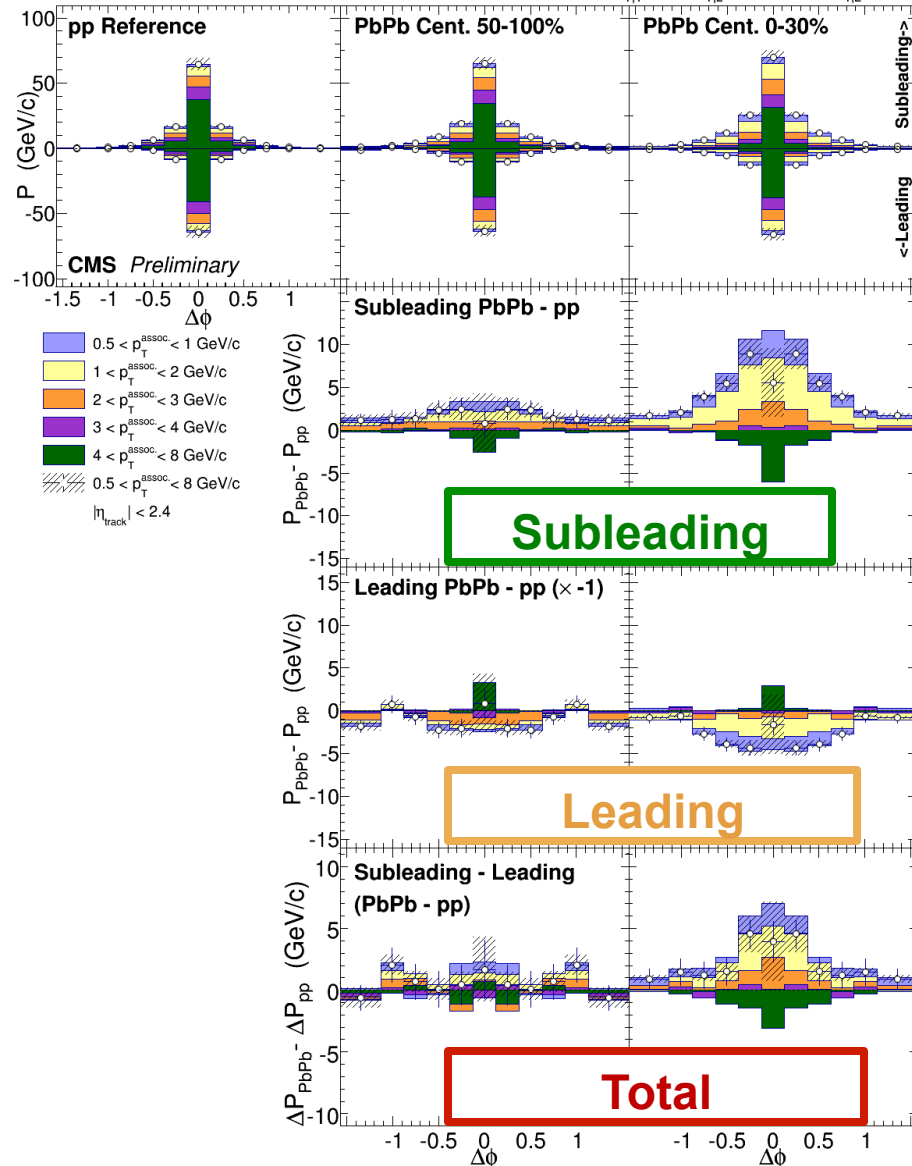 pp Reference
PbPb Cent. 50-100%
PbPb Cent. 0-30%
P (GeV/c)
100
50
0
-50
-100
Subleading->
<-Leading
CMS Preliminary
-1.5 -1 -0.5 0 0.5 1
Δϕ
0.5 < p_T^assoc. < 1 GeV/c
1 < p_T^assoc. < 2 GeV/c
2 < p_T^assoc. < 3 GeV/c
3 < p_T^assoc. < 4 GeV/c
4 < p_T^assoc. < 8 GeV/c
0.5 < p_T^assoc. < 8 GeV/c
|η_track| < 2.4
Subleading PbPb - pp
P_PbPb - P_pp (GeV/c)
10
5
0
-5
-10
-15
Subleading
Leading PbPb - pp (× -1)
P_PbPb - P_pp (GeV/c)
15
10
5
0
-5
-10
-15
Leading
Subleading - Leading
(PbPb - pp)
ΔP_PbPb - ΔP_pp (GeV/c)
10
5
0
-5
-10
Total
-1 -0.5 0 0.5 1
-1 -0.5 0 0.5 1
Δϕ
Δϕ